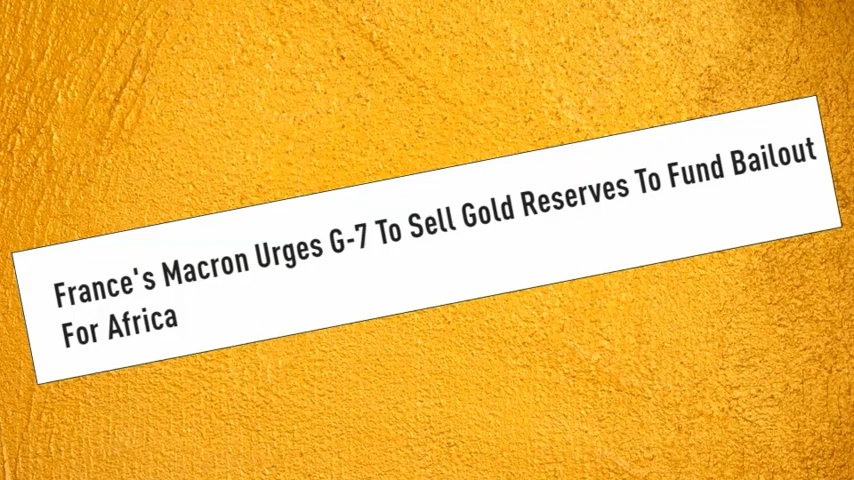 France's Macron Urges G-7 To Sell Gold Reserves To Fund Bailout
For Africa